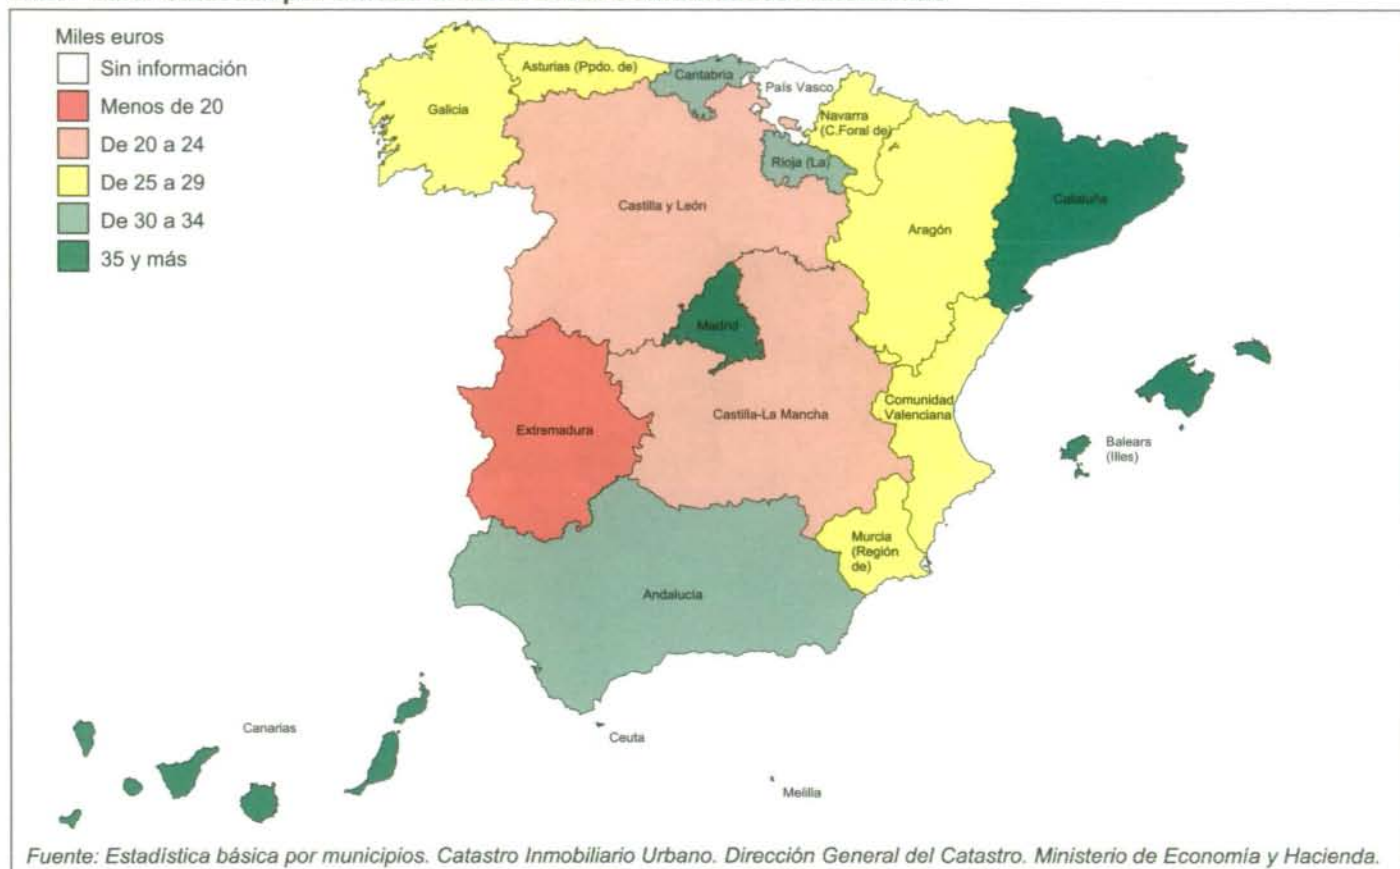 Miles euros
Sin información
Menos de 20
De 20 a 24
De 25 a 29
De 30 a 34
35 y más
Asturias (Ppdo. de)
Cantabria
País Vasco
Galicia
Navarra
(C.Foral de)
Rioja (La)
Castilla y León
Cataluña
Aragón
Madrid
Castilla-La Mancha
Comunidad
Valenciana
Extremadura
Balears
(Illes)
Murcia
(Región
de)
Andalucía
Canarias
Ceuta
Melilla
Fuente: Estadística básica por municipios. Catastro Inmobiliario Urbano. Dirección General del Catastro. Ministerio de Economía y Hacienda.